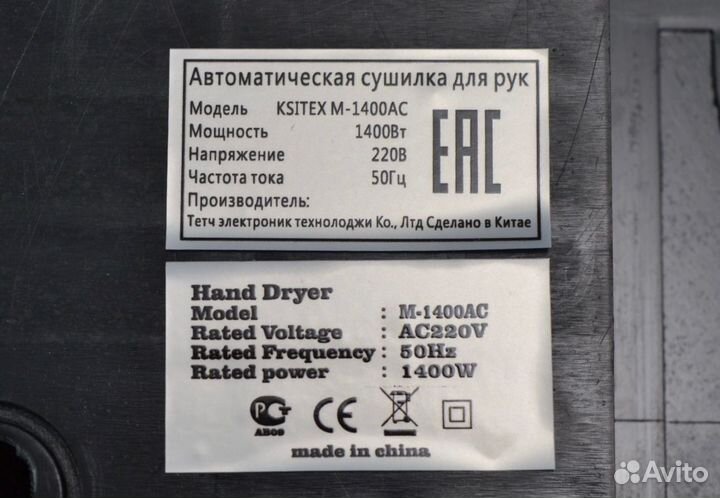 Автоматическая сушилка для рук
Модель KSITEX M-1400AC
Мощность 1400Вт
Напряжение 220В
Частота тока 50Гц
Производитель:
Тетч электроник технолоджи Ко., Лтд Сделано в Китае
EAC
Hand Dryer
Model : M-1400AC
Rated Voltage : AC220V
Rated Frequency : 50Hz
Rated power : 1400W
АВ09
CE
made in china
Avito